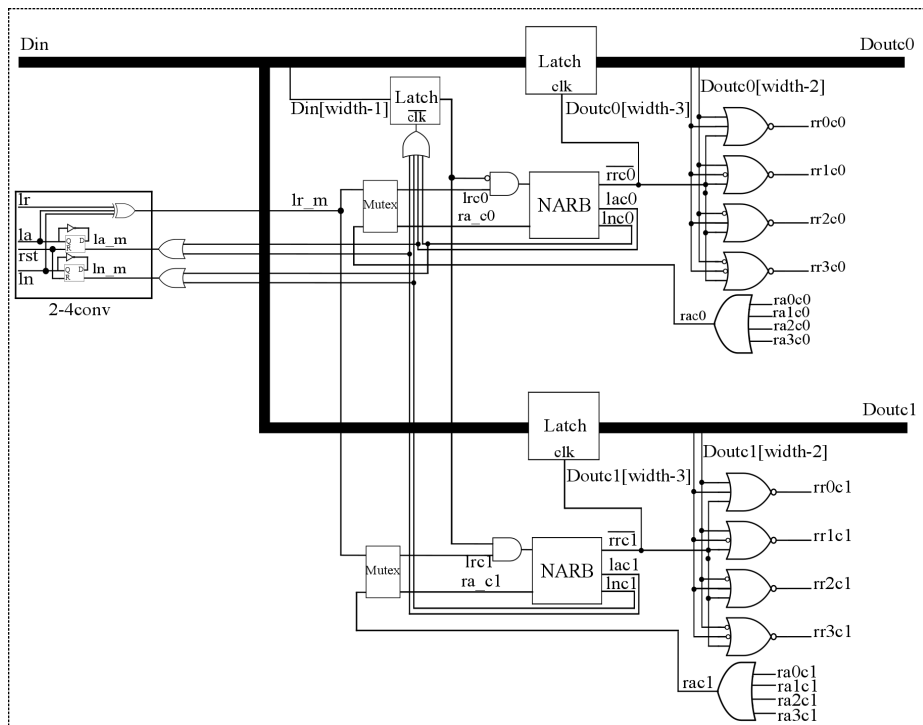 Din
Latch
clk
Doutc0
Doutc0[width-2]
Din[width-1]
Latch
clk
Doutc0[width-3]
rr0c0
rr1c0
rr2c0
rr3c0
lr
la
rst
ln
la_m
ln_m
Q
D
R
Q
D
R
2-4conv
lr_m
Mutex
lrc0
ra_c0
NARB
rrc0
lac0
lnc0
rac0
ra0c0
ra1c0
ra2c0
ra3c0
Latch
clk
Doutc1
Doutc1[width-2]
Doutc1[width-3]
rr0c1
rr1c1
rr2c1
rr3c1
Mutex
lrc1
ra_c1
NARB
rrc1
lac1
lnc1
rac1
ra0c1
ra1c1
ra2c1
ra3c1